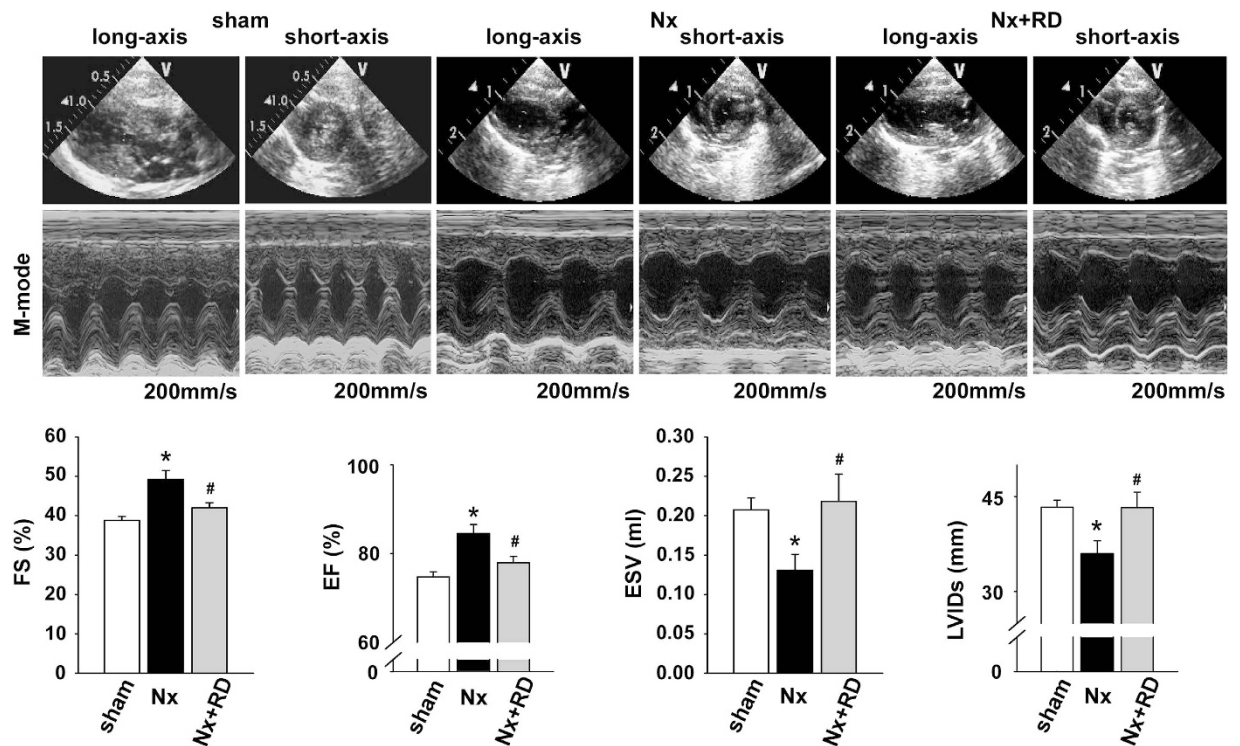 sham Nx Nx+RD
long-axis short-axis long-axis short-axis long-axis short-axis
V V V V V V
0.5 0.5 1 1 1 1
1.0 1.0
1.5 1.5 2 2 2 2
M-mode
200mm/s 200mm/s 200mm/s 200mm/s 200mm/s 200mm/s
FS (%)
60
50
40
30
20
10
0
*
#
sham Nx Nx+RD
EF (%)
100
80
60
0
*
#
sham Nx Nx+RD
ESV (ml)
0.30
0.25
0.20
0.15
0.10
0.05
0.00
*
#
sham Nx Nx+RD
LVIDs (mm)
45
30
0
*
#
sham Nx Nx+RD